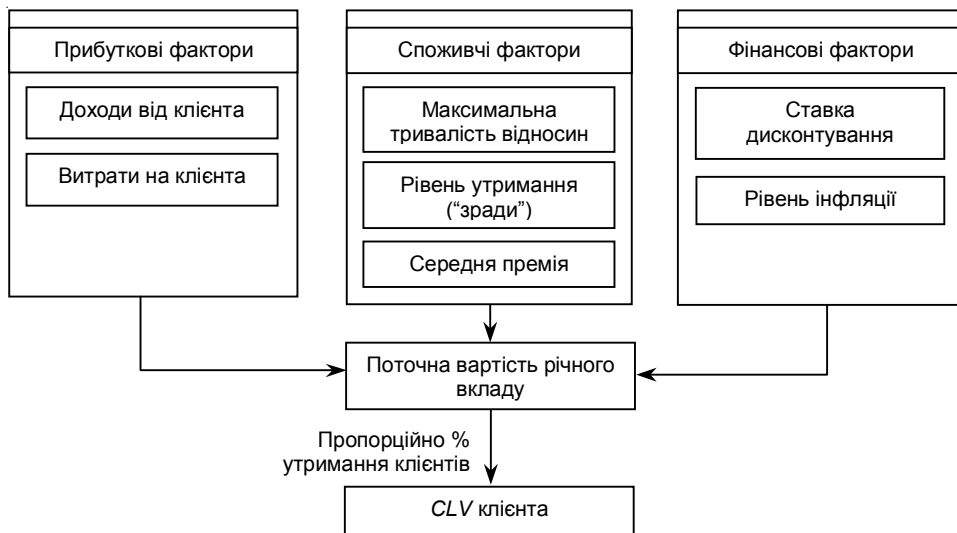 Прибуткові фактори
Доходи від клієнта
Витрати на клієнта
Споживчі фактори
Максимальна
тривалість відносин
Рівень утримання
(“зради”)
Середня премія
Фінансові фактори
Ставка
дисконтування
Рівень інфляції
Поточна вартість річного
вкладу
Пропорційно %
утримання клієнтів
CLV клієнта